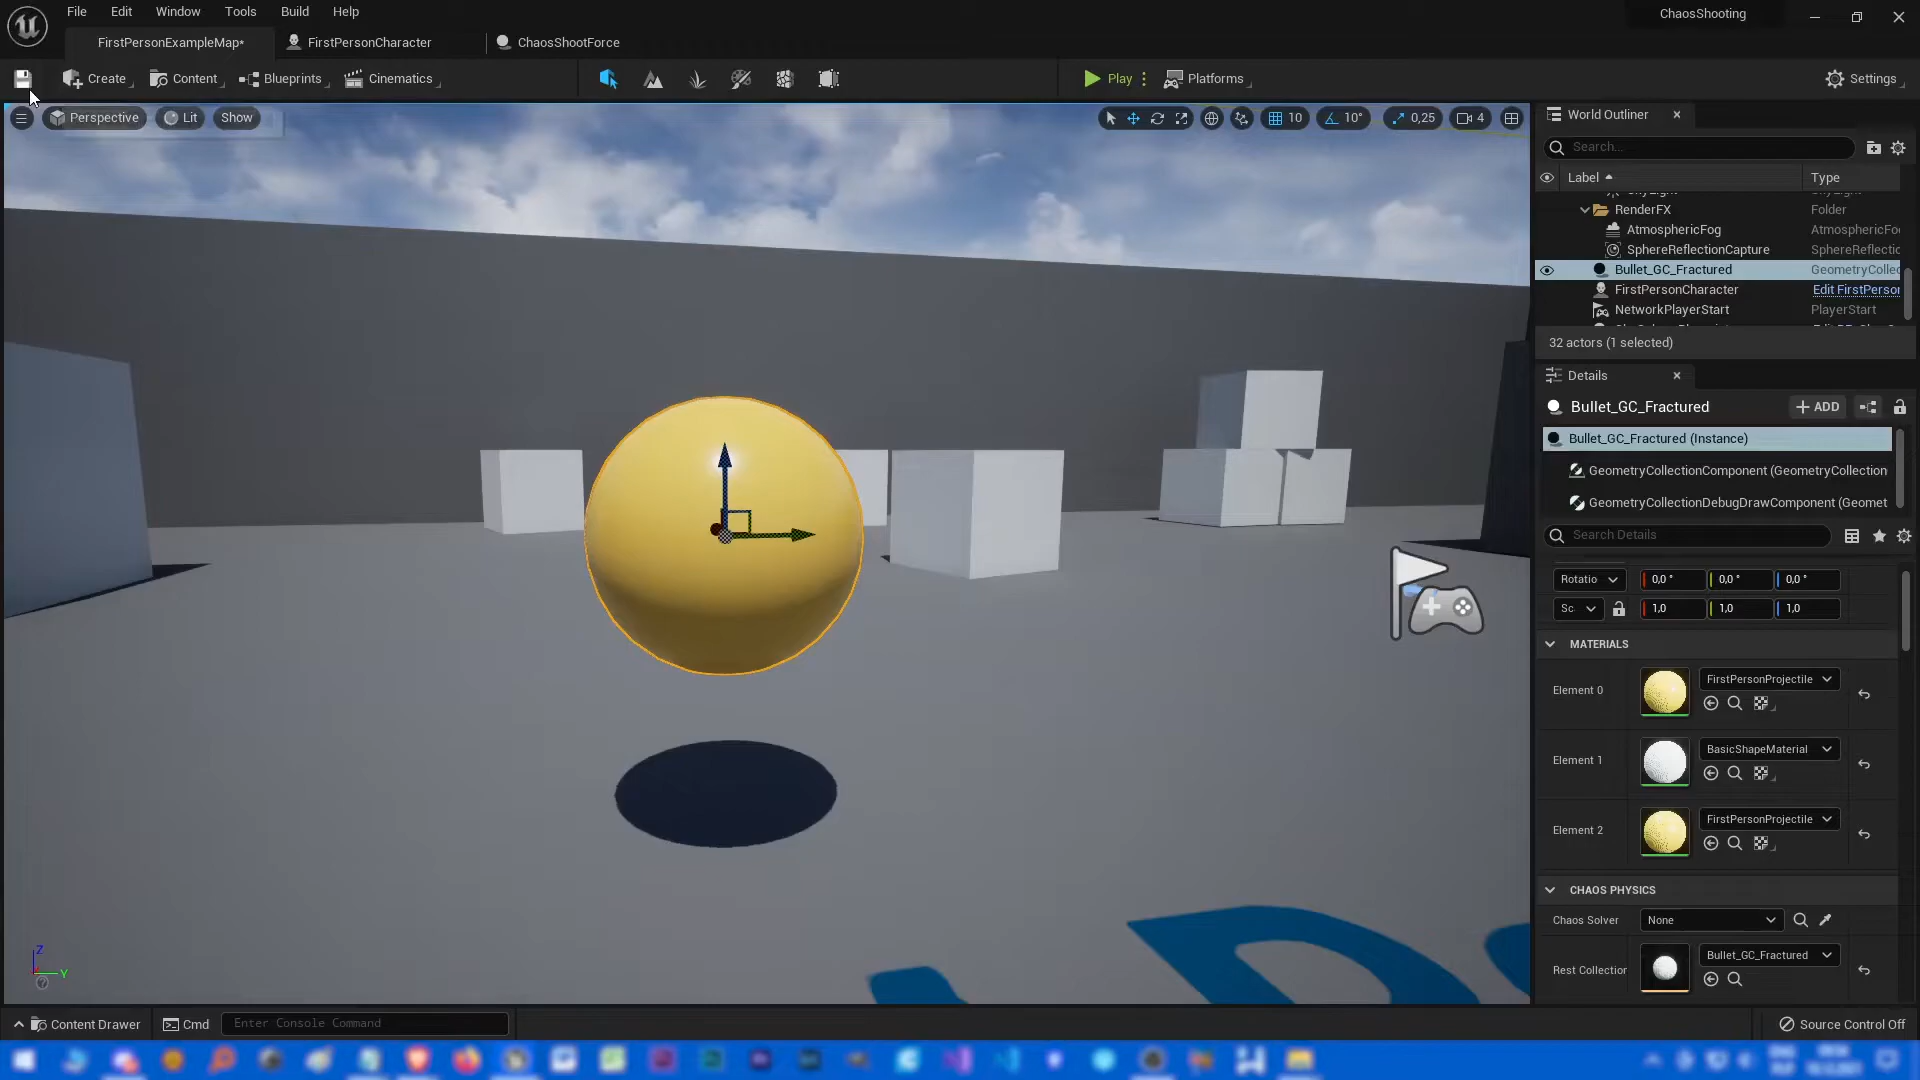 File Edit Window Tools Build Help
ChaosShooting
FirstPersonExampleMap*
FirstPersonCharacter
ChaosShootForce
Create
Content
Blueprints
Cinematics
Play
Platforms
Settings
Perspective
Lit
Show
10
10°
0,25
4
World Outliner
Search...
Label
Type
RenderFX
Folder
AtmosphericFog
AtmosphericFo
SphereReflectionCapture
SphereReflectic
Bullet_GC_Fractured
GeometryCollec
FirstPersonCharacter
Edit FirstPerson
NetworkPlayerStart
PlayerStart
32 actors (1 selected)
Details
Bullet_GC_Fractured
ADD
Bullet_GC_Fractured (Instance)
GeometryCollectionComponent (GeometryCollection
GeometryCollectionDebugDrawComponent (Geomet
Search Details
Rotatio
0,0 °
0,0 °
0,0 °
Sc
1,0
1,0
1,0
MATERIALS
Element 0
FirstPersonProjectile
Element 1
BasicShapeMaterial
Element 2
FirstPersonProjectile
CHAOS PHYSICS
Chaos Solver
None
Rest Collection
Bullet_GC_Fractured
Z
Y
Content Drawer
Cmd
Enter Console Command
Source Control Off